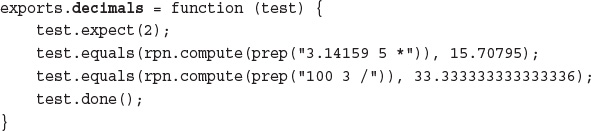 exports.decimals = function (test) {
    test.expect(2);
    test.equals(rpn.compute(prep("3.14159 5 *")), 15.70795);
    test.equals(rpn.compute(prep("100 3 /")), 33.333333333333336);
    test.done();
}